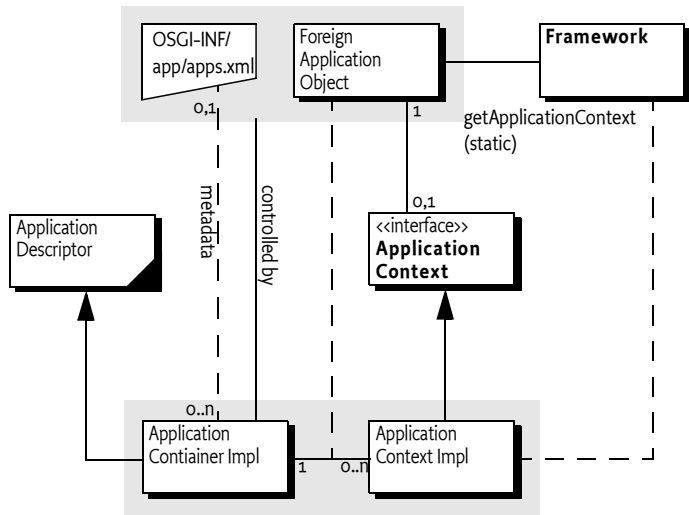 OSGI-INF/
app/apps.xml
Foreign
Application
Object
Framework
0,1
1
getApplicationContext
(static)
metadata
controlled by
0,1
Application
Descriptor
<<interface>>
Application
Context
0..n
Application
Contianer Impl
1
0..n
Application
Context Impl